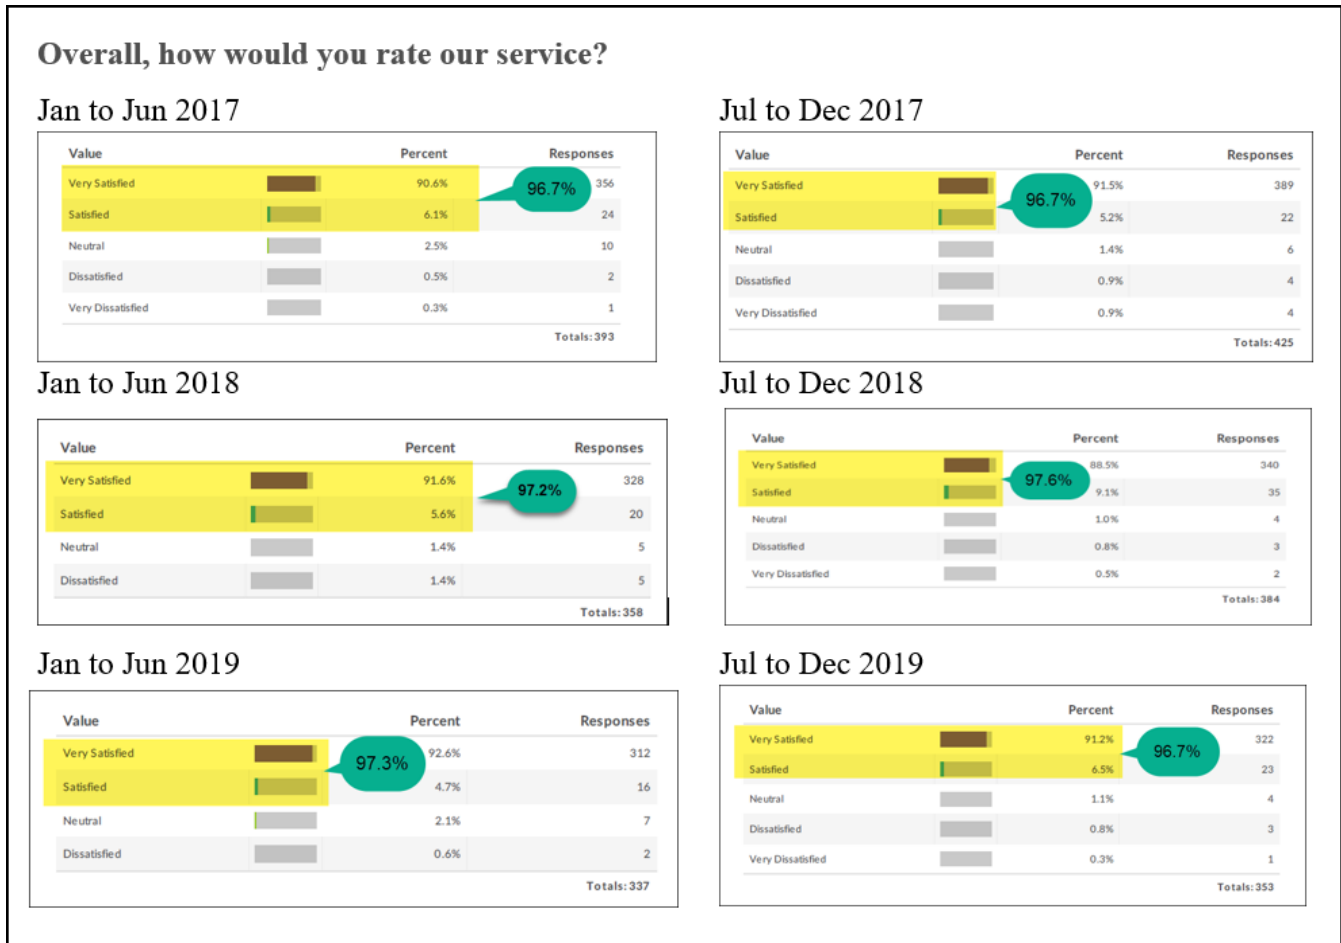 Overall, how would you rate our service?
Jan to Jun 2017
Value Percent Responses
Very Satisfied 90.6% 356
96.7%
Satisfied 6.1% 24
Neutral 2.5% 10
Dissatisfied 0.5% 2
Very Dissatisfied 0.3% 1
Totals: 393
Jul to Dec 2017
Value Percent Responses
Very Satisfied 91.5% 389
96.7%
Satisfied 5.2% 22
Neutral 1.4% 6
Dissatisfied 0.9% 4
Very Dissatisfied 0.9% 4
Totals: 425
Jan to Jun 2018
Value Percent Responses
Very Satisfied 91.6% 328
97.2%
Satisfied 5.6% 20
Neutral 1.4% 5
Dissatisfied 1.4% 5
Totals: 358
Jul to Dec 2018
Value Percent Responses
Very Satisfied 88.5% 340
97.6%
Satisfied 9.1% 35
Neutral 1.0% 4
Dissatisfied 0.8% 3
Very Dissatisfied 0.5% 2
Totals: 384
Jan to Jun 2019
Value Percent Responses
Very Satisfied 92.6% 312
97.3%
Satisfied 4.7% 16
Neutral 2.1% 7
Dissatisfied 0.6% 2
Totals: 337
Jul to Dec 2019
Value Percent Responses
Very Satisfied 91.2% 322
96.7%
Satisfied 6.5% 23
Neutral 1.1% 4
Dissatisfied 0.8% 3
Very Dissatisfied 0.3% 1
Totals: 353